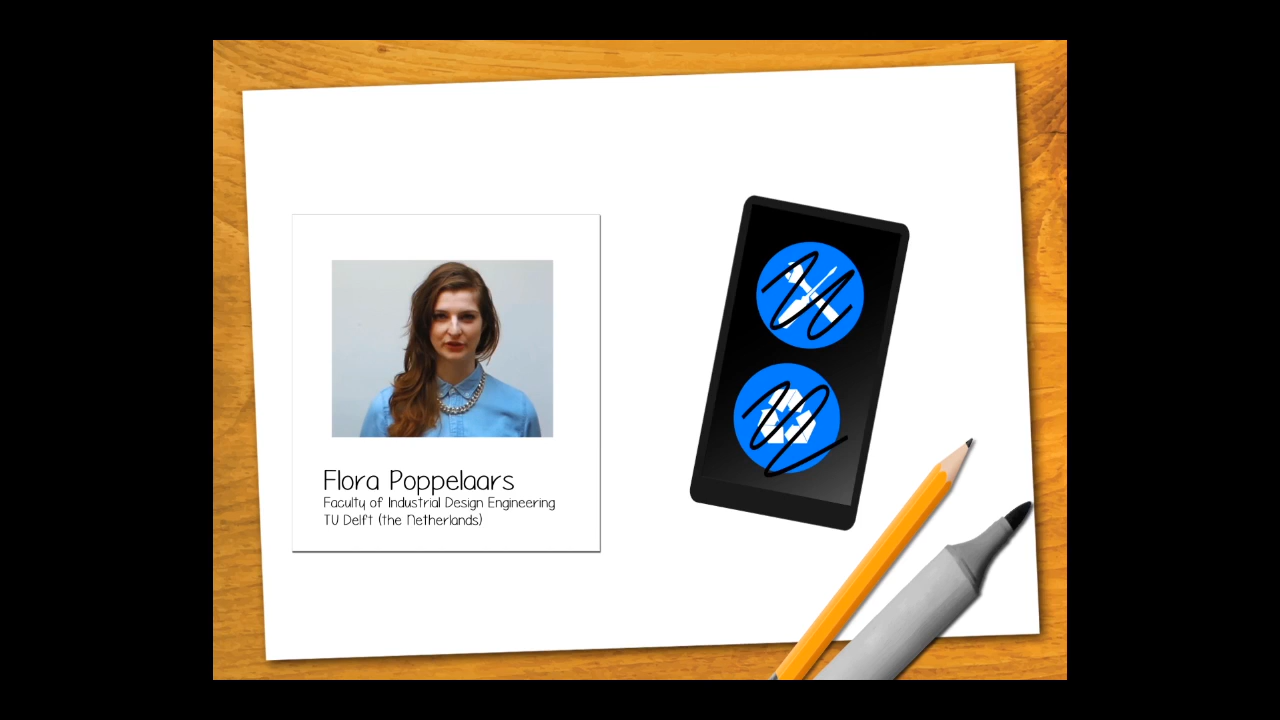 Flora Poppelaars
Faculty of Industrial Design Engineering
TU Delft (the Netherlands)